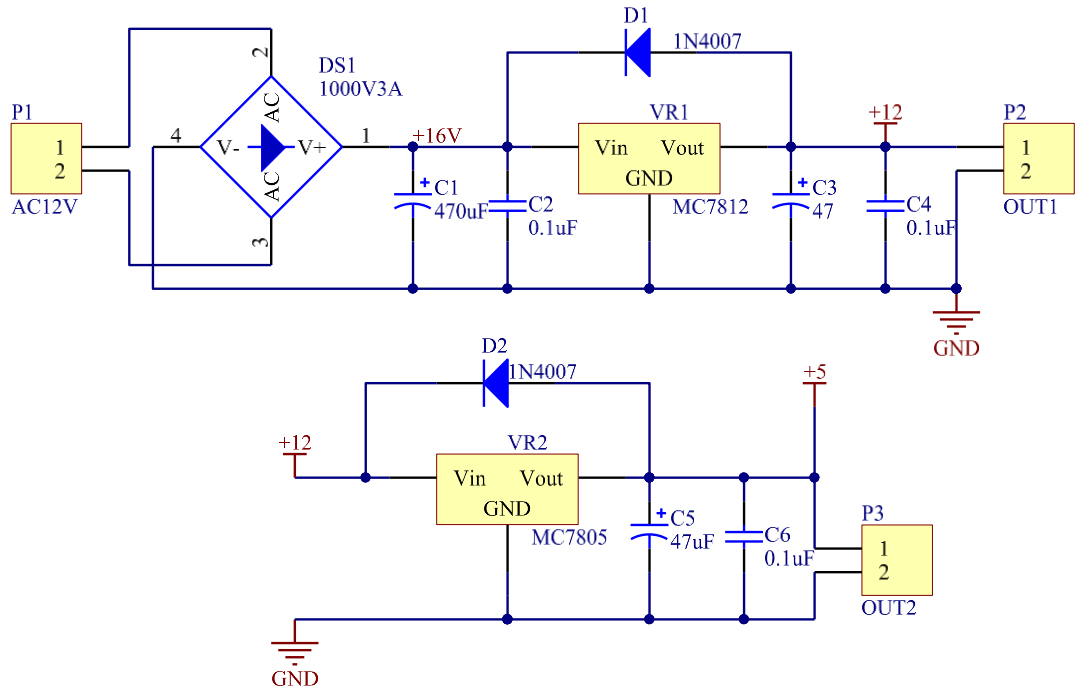 D1
1N4007
P1
1
2
AC12V
2
AC
4
V-
V+
AC
3
DS1
1000V3A
1
+16V
+
C1
470uF
C2
0.1uF
VR1
Vin
Vout
GND
MC7812
+
C3
47
+12
C4
0.1uF
P2
1
2
OUT1
GND
D2
1N4007
+12
VR2
Vin
Vout
GND
MC7805
+
C5
47uF
C6
0.1uF
+5
P3
1
2
OUT2
GND